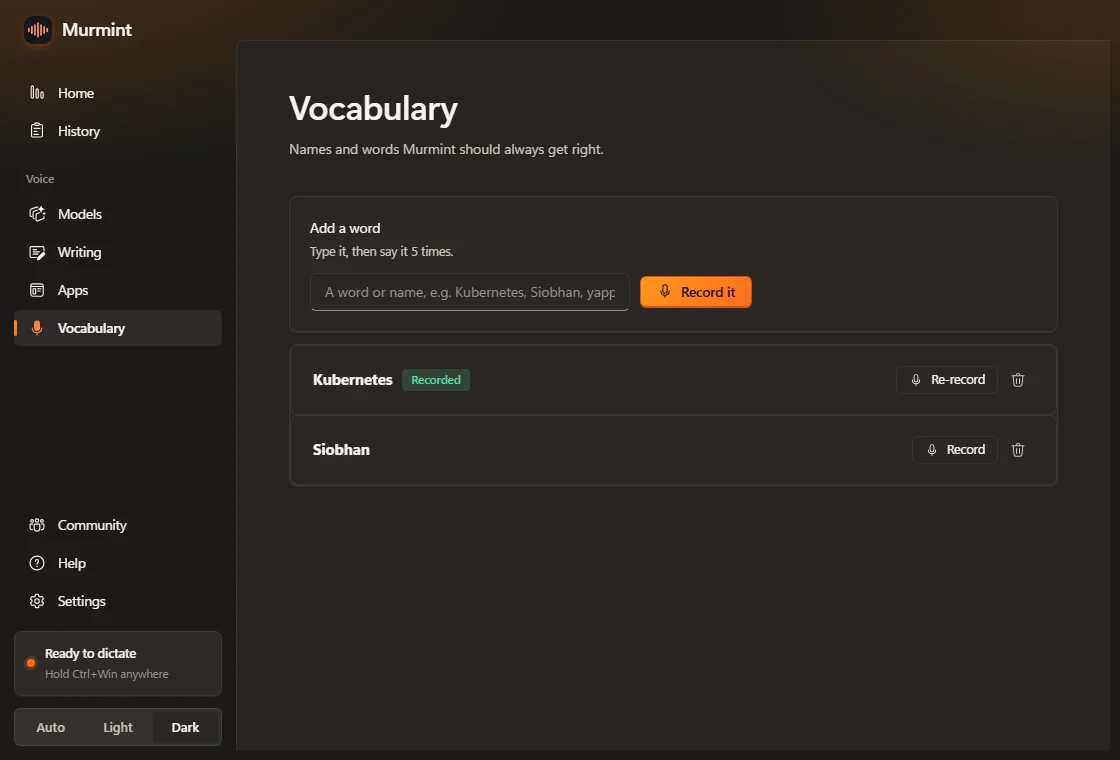 Murmint
Home
History
Voice
Models
Writing
Apps
Vocabulary
Community
Help
Settings
Ready to dictate
Hold Ctrl+Win anywhere
Auto Light Dark
Vocabulary
Names and words Murmint should always get right.
Add a word
Type it, then say it 5 times.
A word or name, e.g. Kubernetes, Siobhan, yapp
Record it
Kubernetes Recorded Re-record
Siobhan Record